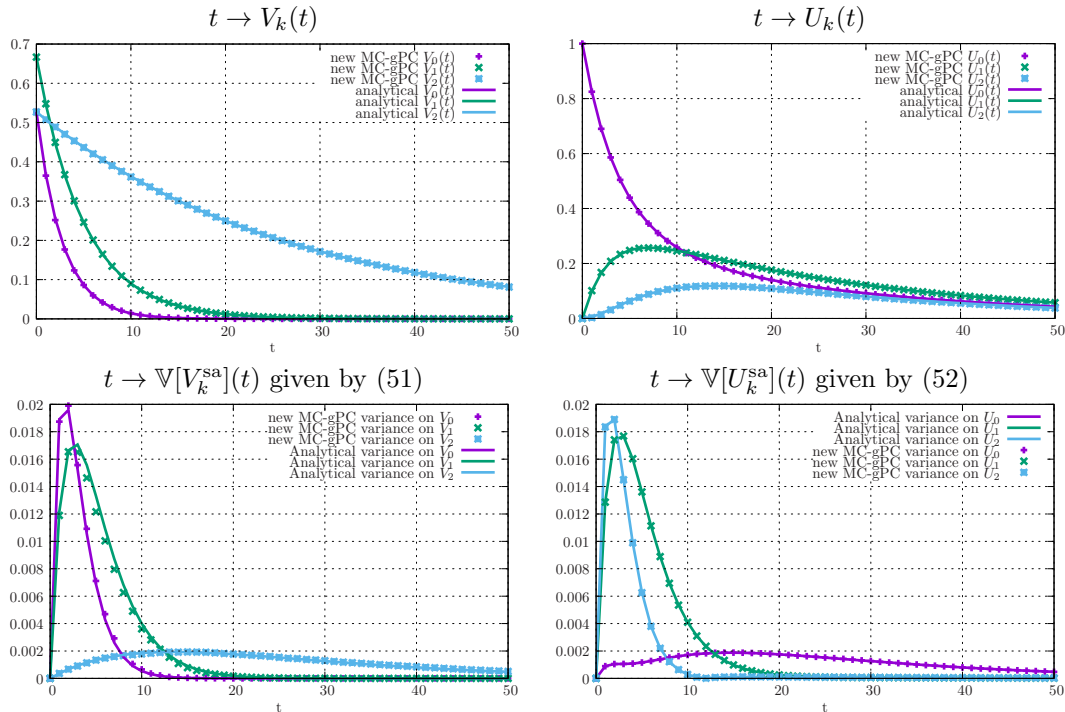 t → V_k(t)
0.7
0.6
0.5
0.4
0.3
0.2
0.1
0
0 10 20 30 40 50
t
new MC-gPC V_0(t)
new MC-gPC V_1(t)
new MC-gPC V_2(t)
analytical V_0(t)
analytical V_1(t)
analytical V_2(t)
t → U_k(t)
1
0.8
0.6
0.4
0.2
0
0 10 20 30 40 50
t
new MC-gPC U_0(t)
new MC-gPC U_1(t)
new MC-gPC U_2(t)
analytical U_0(t)
analytical U_1(t)
analytical U_2(t)
t → 𝕍[V_k^sa](t) given by (51)
0.02
0.018
0.016
0.014
0.012
0.01
0.008
0.006
0.004
0.002
0
0 10 20 30 40 50
t
new MC-gPC variance on V_0
new MC-gPC variance on V_1
new MC-gPC variance on V_2
Analytical variance on V_0
Analytical variance on V_1
Analytical variance on V_2
t → 𝕍[U_k^sa](t) given by (52)
0.02
0.018
0.016
0.014
0.012
0.01
0.008
0.006
0.004
0.002
0
0 10 20 30 40 50
t
Analytical variance on U_0
Analytical variance on U_1
Analytical variance on U_2
new MC-gPC variance on U_0
new MC-gPC variance on U_1
new MC-gPC variance on U_2